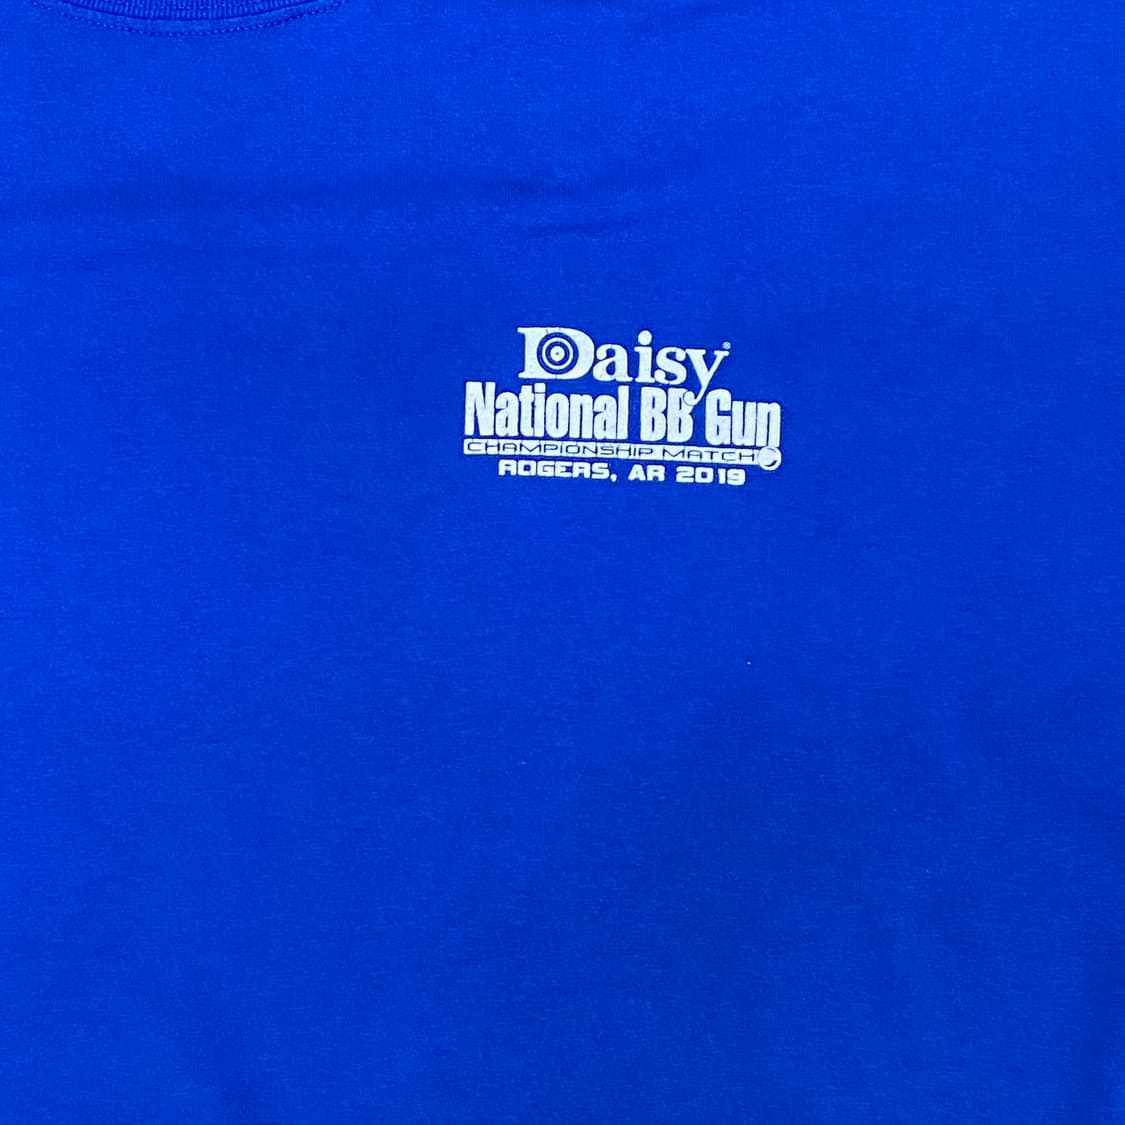 Daisy®
National BB Gun
CHAMPIONSHIP MATCH
ROGERS, AR 2019